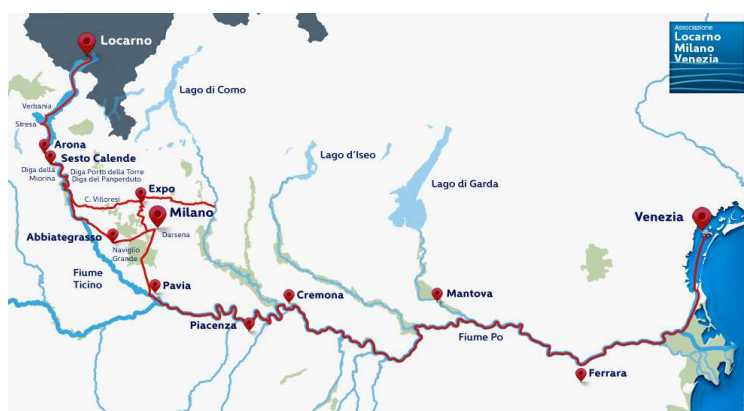 Locarno
Associazione
Locarno
Milano
Venezia
Lago di Como
Verbania
Stresa
Arona
Sesto Calende
Lago d'Iseo
Diga della
Miorina
Diga Porto della Torre
Diga del Panperduto
Expo
Lago di Garda
C. Villoresi
Milano
Venezia
Abbiategrasso
Darsena
Naviglio
Grande
Fiume
Ticino
Pavia
Cremona
Mantova
Piacenza
Fiume Po
Ferrara